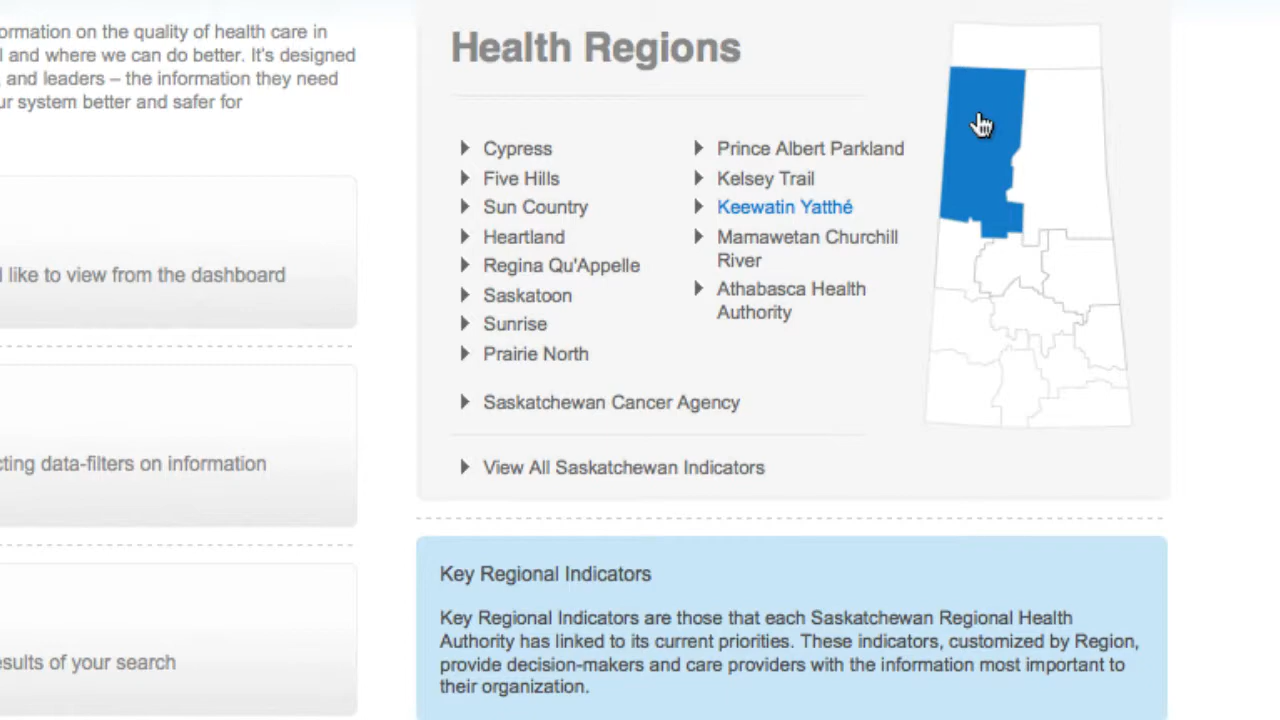 ormation on the quality of health care in
l and where we can do better. It's designed
, and leaders – the information they need
ur system better and safer for
l like to view from the dashboard
cting data-filters on information
esults of your search
Health Regions
Cypress
Five Hills
Sun Country
Heartland
Regina Qu'Appelle
Saskatoon
Sunrise
Prairie North
Prince Albert Parkland
Kelsey Trail
Keewatin Yatthé
Mamawetan Churchill
River
Athabasca Health
Authority
Saskatchewan Cancer Agency
View All Saskatchewan Indicators
Key Regional Indicators
Key Regional Indicators are those that each Saskatchewan Regional Health
Authority has linked to its current priorities. These indicators, customized by Region,
provide decision-makers and care providers with the information most important to
their organization.